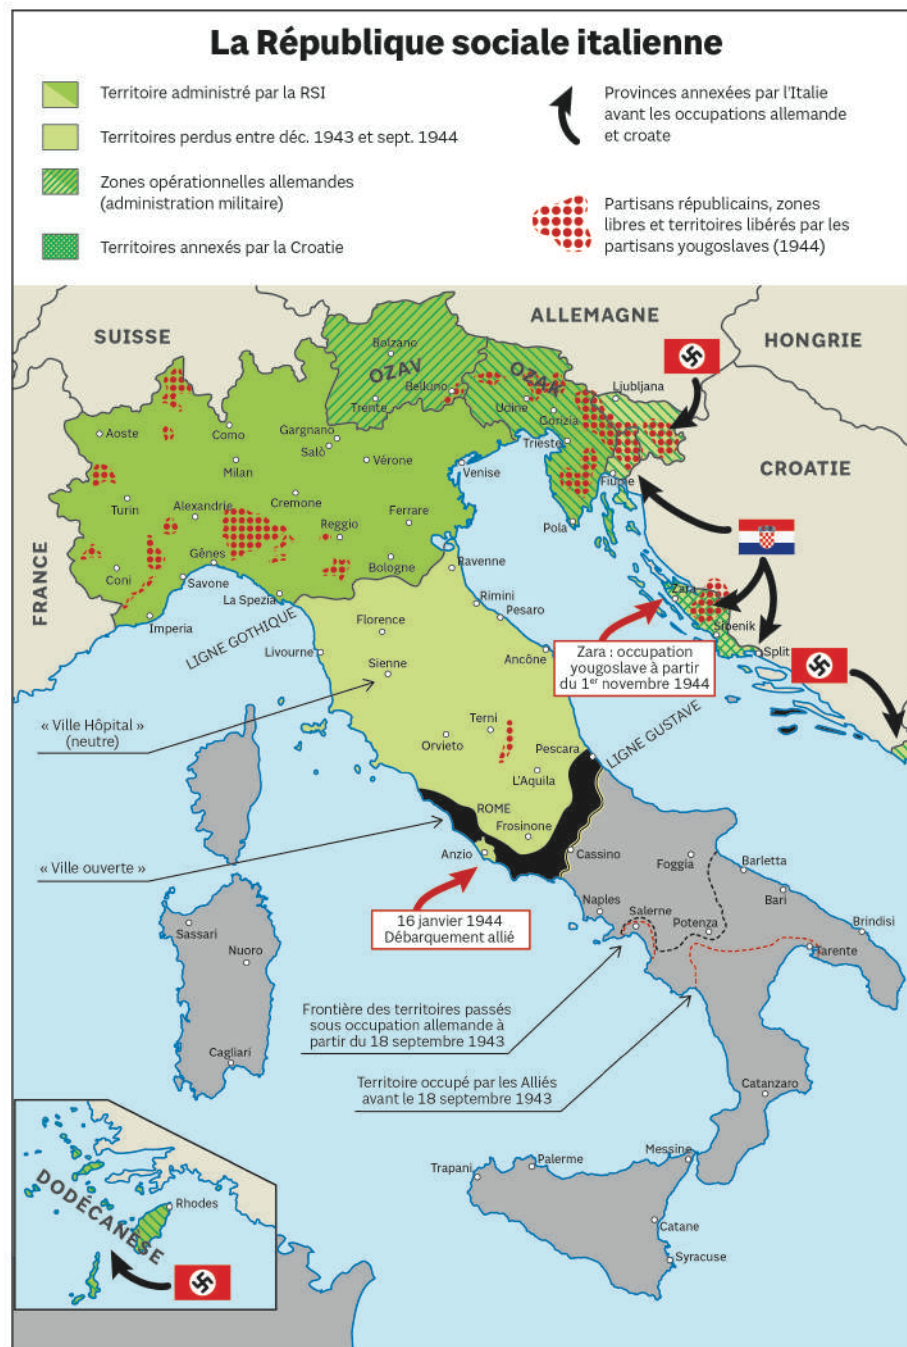 La République sociale italienne
Territoire administré par la RSI
Territoires perdus entre déc. 1943 et sept. 1944
Zones opérationnelles allemandes
(administration militaire)
Territoires annexés par la Croatie
Provinces annexées par l'Italie
avant les occupations allemande
et croate
Partisans républicains, zones
libres et territoires libérés par les
partisans yougoslaves (1944)
SUISSE
ALLEMAGNE
HONGRIE
CROATIE
FRANCE
Bolzano
OZAV
Trente
Belluno
OZAK
Udine
Gorizia
Ljubljana
Trieste
Fiume
Pola
Aoste
Como
Gargnano
Salò
Milan
Vérone
Venise
Turin
Alexandrie
Cremone
Reggio
Ferrare
Gênes
Bologne
Ravenne
Coni
Savone
La Spezia
Imperia
LIGNE GOTHIQUE
Rimini
Pesaro
Florence
Livourne
Sienne
Ancône
Zara
Sibenik
Split
Zara : occupation
yougoslave à partir
du 1er novembre 1944
« Ville Hôpital »
(neutre)
Terni
Orvieto
Pescara
LIGNE GUSTAVE
L'Aquila
ROME
Frosinone
« Ville ouverte »
Anzio
Cassino
Foggia
Barletta
Bari
16 janvier 1944
Débarquement allié
Naples
Salerne
Potenza
Brindisi
Tarente
Sassari
Nuoro
Cagliari
Frontière des territoires passés
sous occupation allemande à
partir du 18 septembre 1943
Territoire occupé par les Alliés
avant le 18 septembre 1943
Catanzaro
Messine
Trapani
Palerme
Catane
Syracuse
DODÉCANÈSE
Rhodes